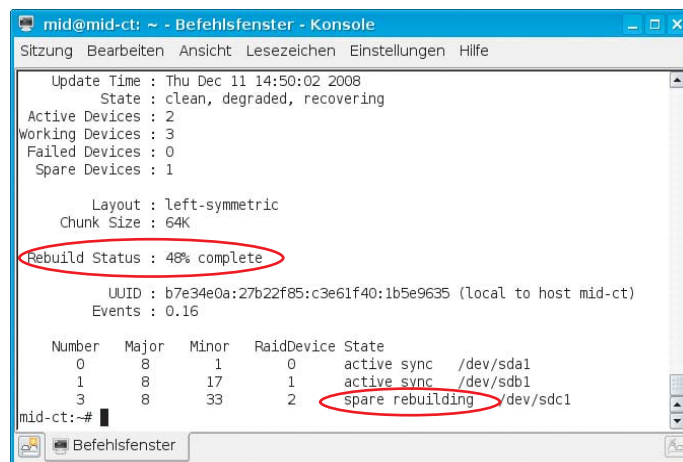 mid@mid-ct: ~ - Befehlsfenster - Konsole
Sitzung Bearbeiten Ansicht Lesezeichen Einstellungen Hilfe
Update Time : Thu Dec 11 14:50:02 2008
State : clean, degraded, recovering
Active Devices : 2
Working Devices : 3
Failed Devices : 0
Spare Devices : 1
Layout : left-symmetric
Chunk Size : 64K
Rebuild Status : 48% complete
UUID : b7e34e0a:27b22f85:c3e61f40:1b5e9635 (local to host mid-ct)
Events : 0.16
Number Major Minor RaidDevice State
0 8 1 0 active sync /dev/sda1
1 8 17 1 active sync /dev/sdb1
3 8 33 2 spare rebuilding /dev/sdc1
mid-ct:~#
Befehlsfenster